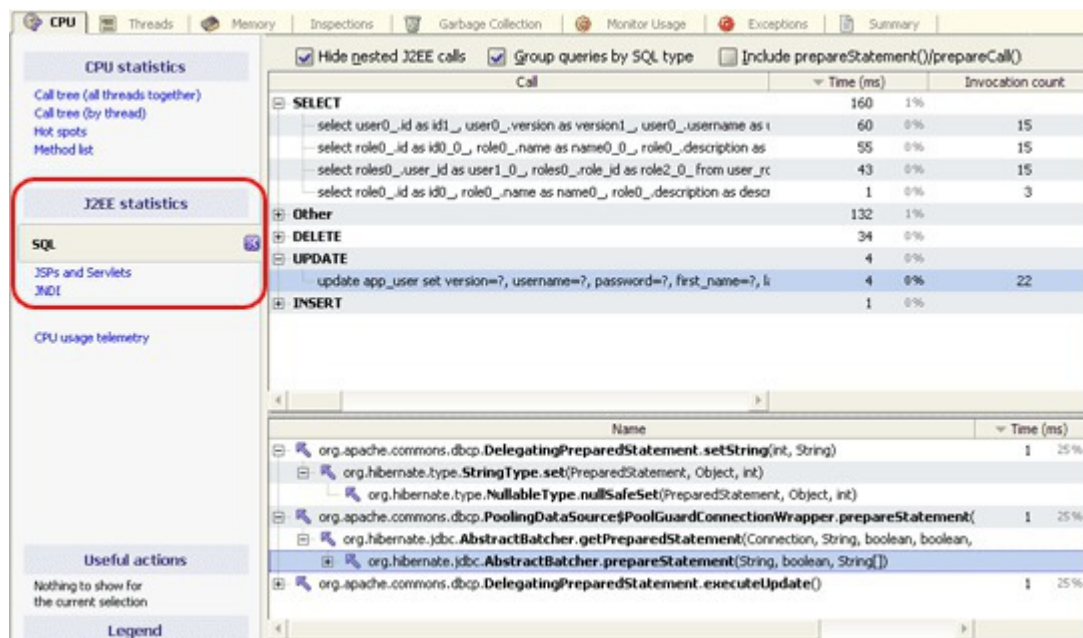 CPU Threads Memory Inspections Garbage Collection Monitor Usage Exceptions Summary
CPU statistics
Call tree (all threads together)
Call tree (by thread)
Hot spots
Method list
J2EE statistics
SQL
JSPs and Servlets
JNDI
CPU usage telemetry
Useful actions
Nothing to show for
the current selection
Legend
Hide nested J2EE calls Group queries by SQL type Include prepareStatement()/prepareCall()
Call Time (ms) Invocation count
SELECT 160 1%
select user0_.id as id1_, user0_.version as version1_, user0_.username as 60 0% 15
select role0_.id as id0_0_, role0_.name as name0_0_, role0_.description as 55 0% 15
select roles0_.user_id as user1_0_, roles0_.role_id as role2_0_ from user_ro 43 0% 15
select role0_.id as id0_, role0_.name as name0_, role0_.description as descr 1 0% 3
Other 132 1%
DELETE 34 0%
UPDATE 4 0%
update app_user set version=?, username=?, password=?, first_name=?, la 4 0% 22
INSERT 1 0%
Name Time (ms)
org.apache.commons.dbcp.DelegatingPreparedStatement.setString(int, String) 1 25%
org.hibernate.type.StringType.set(PreparedStatement, Object, int)
org.hibernate.type.NullableType.nullSafeSet(PreparedStatement, Object, int)
org.apache.commons.dbcp.PoolingDataSource$PoolGuardConnectionWrapper.prepareStatement( 1 25%
org.hibernate.jdbc.AbstractBatcher.getPreparedStatement(Connection, String, boolean, boolean,
org.hibernate.jdbc.AbstractBatcher.prepareStatement(String, boolean, String[])
org.apache.commons.dbcp.DelegatingPreparedStatement.executeUpdate() 1 25%